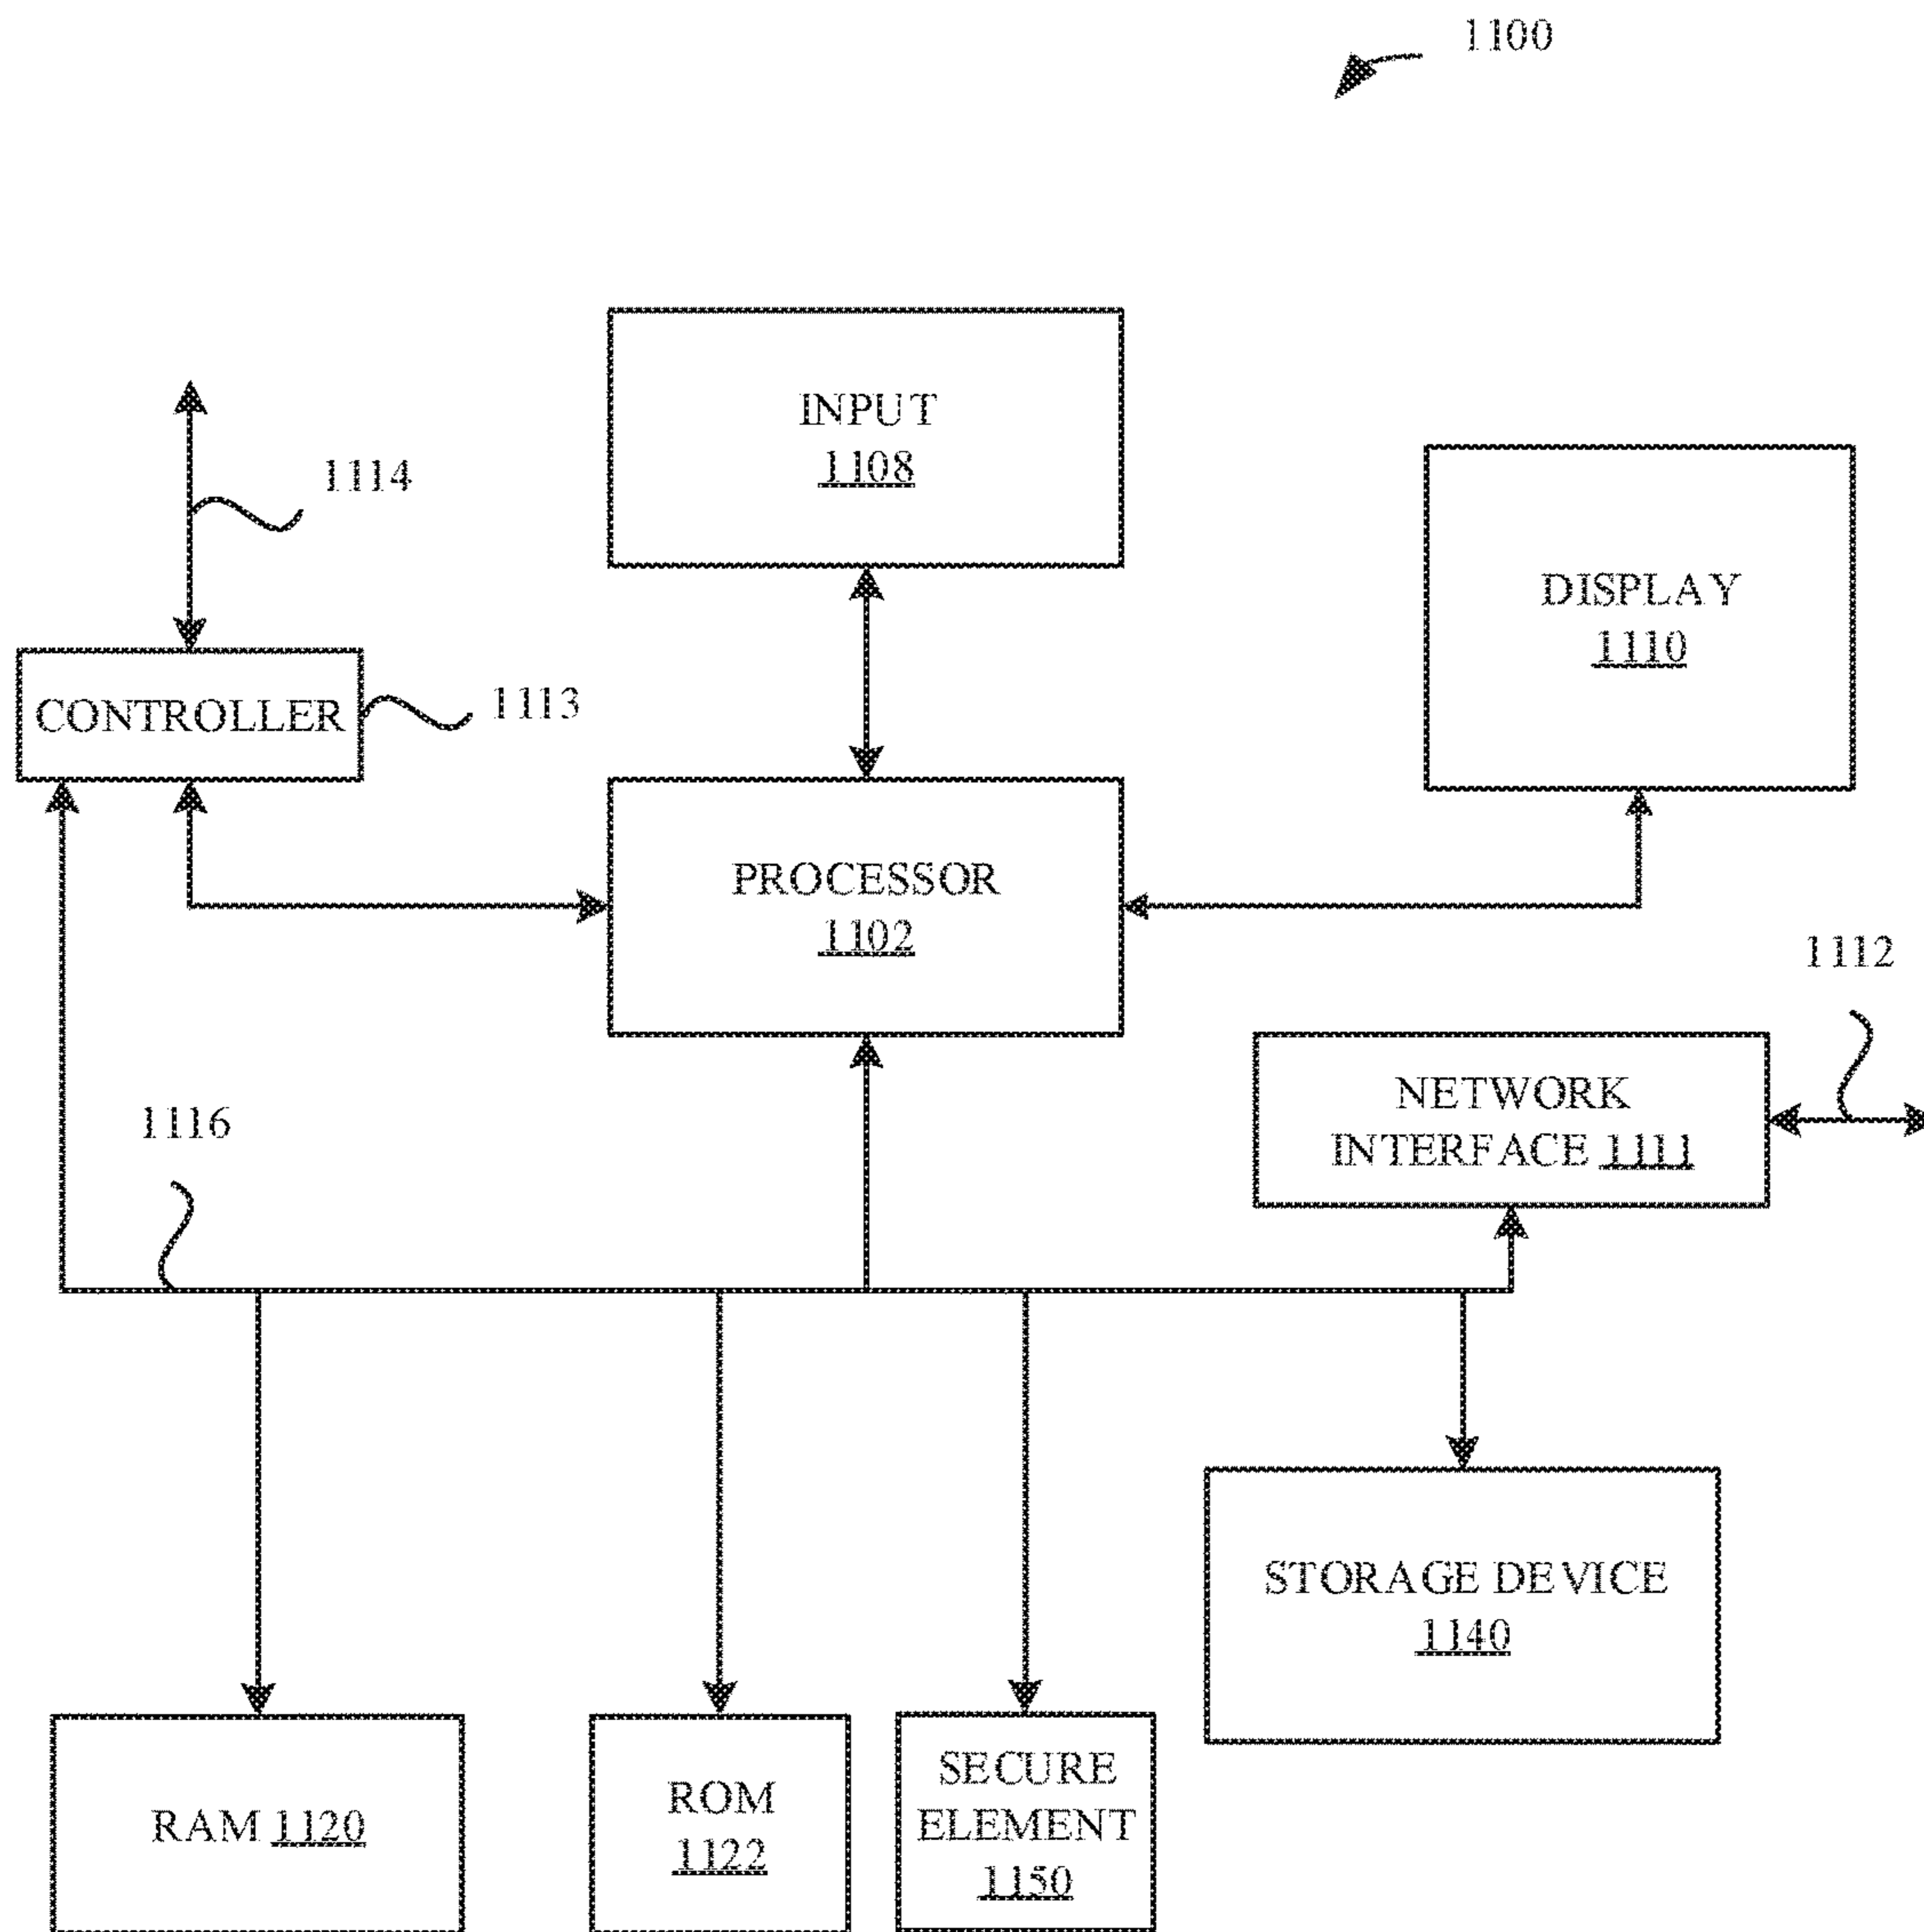 1100
INPUT
1108
1114
DISPLAY
1110
CONTROLLER
1113
PROCESSOR
1102
1112
NETWORK
INTERFACE 1111
1116
STORAGE DEVICE
1140
RAM 1120
ROM
1122
SECURE
ELEMENT
1150